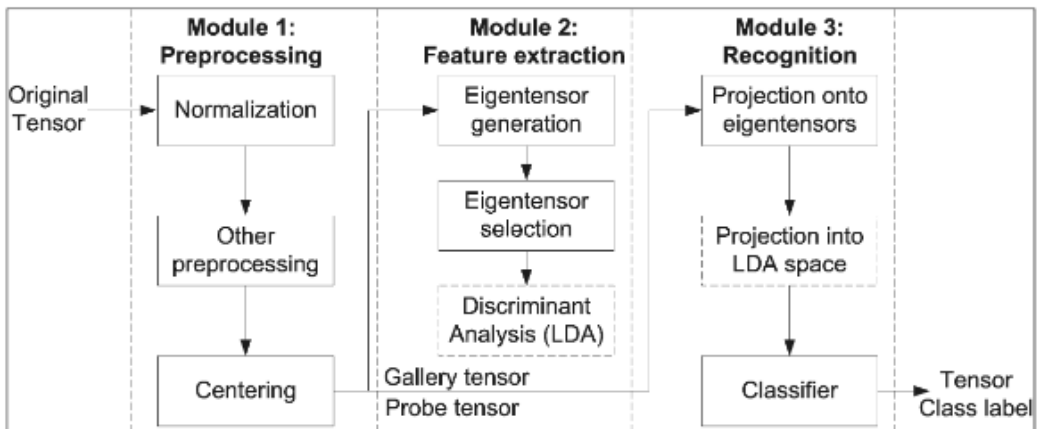 Module 1:
Preprocessing
Module 2:
Feature extraction
Module 3:
Recognition
Original
Tensor
Normalization
Other
preprocessing
Centering
Eigentensor
generation
Eigentensor
selection
Discriminant
Analysis (LDA)
Gallery tensor
Probe tensor
Projection onto
eigentensors
Projection into
LDA space
Classifier
Tensor
Class label